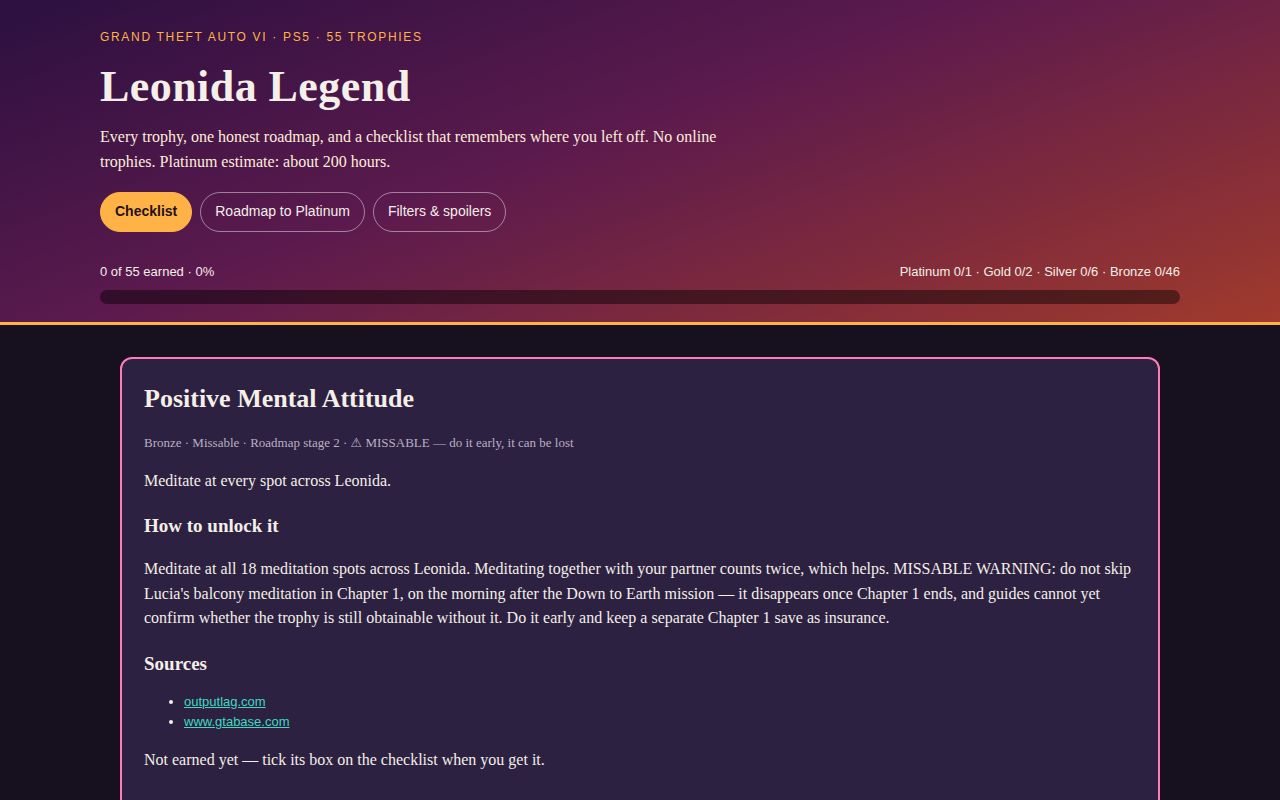 GRAND THEFT AUTO VI · PS5 · 55 TROPHIES
Leonida Legend
Every trophy, one honest roadmap, and a checklist that remembers where you left off. No online
trophies. Platinum estimate: about 200 hours.
Checklist
Roadmap to Platinum
Filters & spoilers
0 of 55 earned · 0%
Platinum 0/1 · Gold 0/2 · Silver 0/6 · Bronze 0/46
Positive Mental Attitude
Bronze · Missable · Roadmap stage 2 · ⚠ MISSABLE — do it early, it can be lost
Meditate at every spot across Leonida.
How to unlock it
Meditate at all 18 meditation spots across Leonida. Meditating together with your partner counts twice, which helps. MISSABLE WARNING: do not skip
Lucia's balcony meditation in Chapter 1, on the morning after the Down to Earth mission — it disappears once Chapter 1 ends, and guides cannot yet
confirm whether the trophy is still obtainable without it. Do it early and keep a separate Chapter 1 save as insurance.
Sources
outputlag.com
www.gtabase.com
Not earned yet — tick its box on the checklist when you get it.